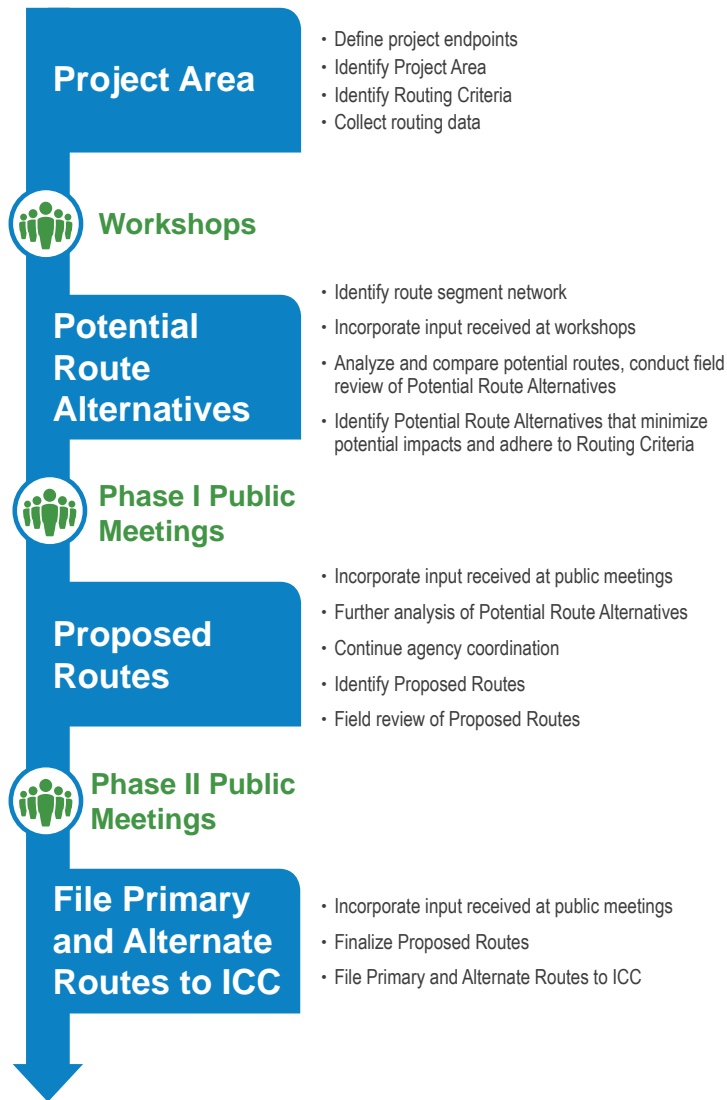 Project Area
• Define project endpoints
• Identify Project Area
• Identify Routing Criteria
• Collect routing data
Workshops
Potential
Route
Alternatives
• Identify route segment network
• Incorporate input received at workshops
• Analyze and compare potential routes, conduct field
review of Potential Route Alternatives
• Identify Potential Route Alternatives that minimize
potential impacts and adhere to Routing Criteria
Phase I Public
Meetings
Proposed
Routes
• Incorporate input received at public meetings
• Further analysis of Potential Route Alternatives
• Continue agency coordination
• Identify Proposed Routes
• Field review of Proposed Routes
Phase II Public
Meetings
File Primary
and Alternate
Routes to ICC
• Incorporate input received at public meetings
• Finalize Proposed Routes
• File Primary and Alternate Routes to ICC